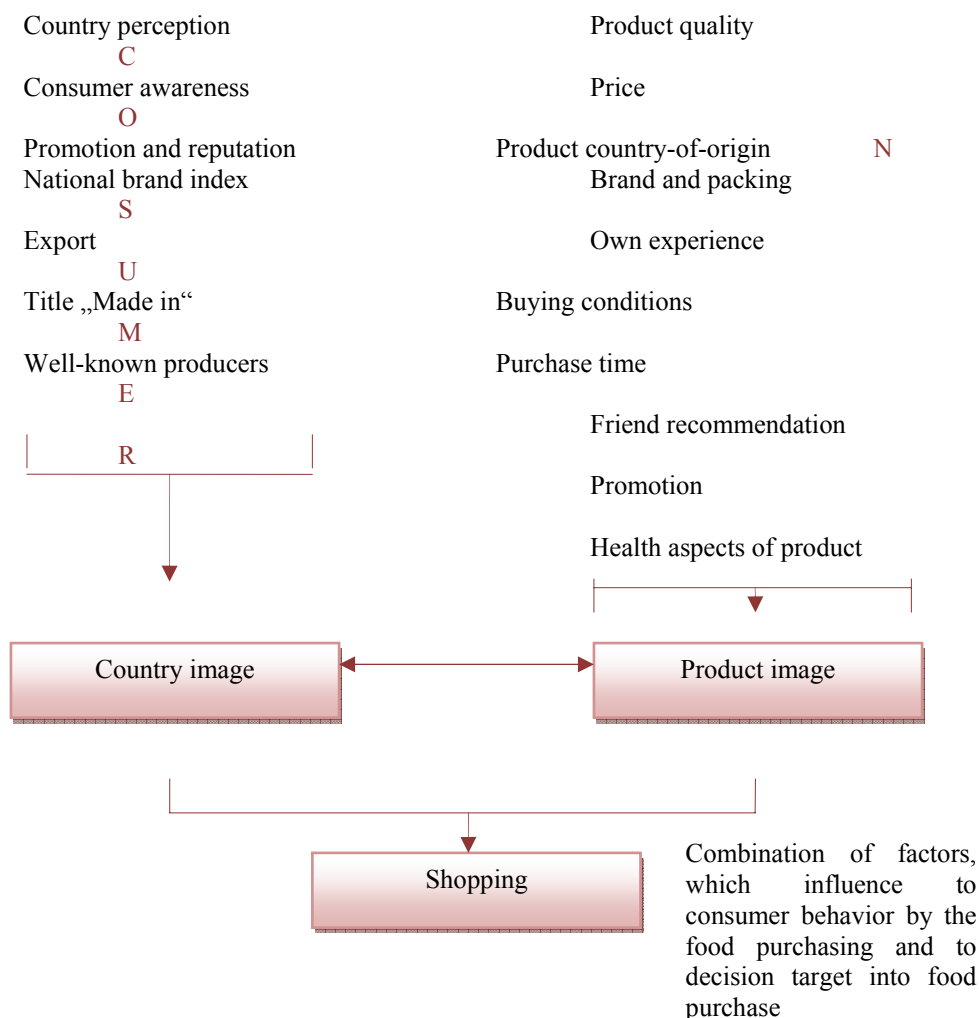 Country perception Product quality
C
Consumer awareness Price
O
Promotion and reputation Product country-of-origin N
National brand index Brand and packing
S
Export Own experience
U
Title „Made in“ Buying conditions
M
Well-known producers Purchase time
E
Friend recommendation
R
Promotion
Health aspects of product
Country image Product image
Shopping
Combination of factors,
which influence to
consumer behavior by the
food purchasing and to
decision target into food
purchase